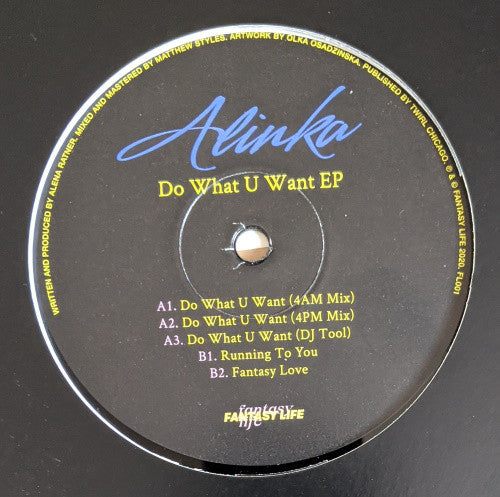 WRITTEN AND PRODUCED BY ALENA RATNER. MIXED AND MASTERED BY MATTHEW STYLES. ARTWORK BY OLKA OSADZINSKA. PUBLISHED BY TWIRL CHICAGO. ℗ & © FANTASY LIFE 2020. FL001
Alinka
Do What U Want EP
A1. Do What U Want (4AM Mix)
A2. Do What U Want (4PM Mix)
A3. Do What U Want (DJ Tool)
B1. Running To You
B2. Fantasy Love
fantasy
FANTASY LIFE
life